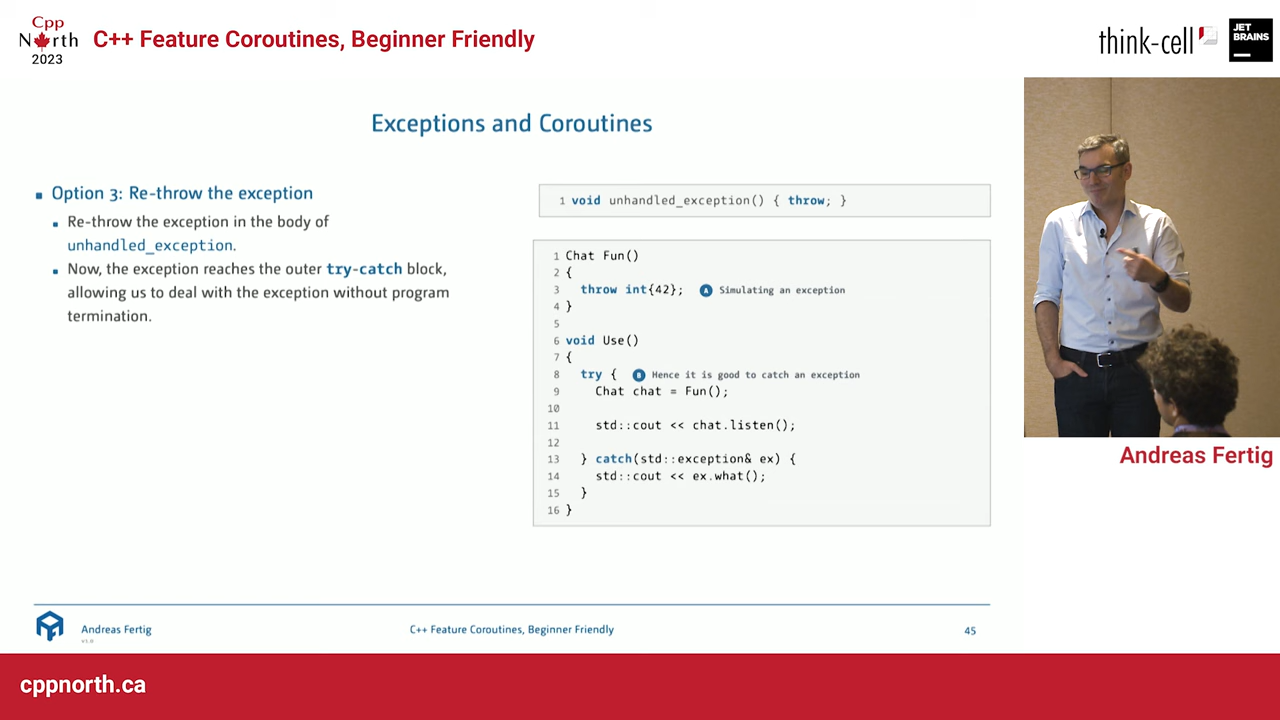 Cpp
North
2023
C++ Feature Coroutines, Beginner Friendly
think-cell
JET
BRAINS
Exceptions and Coroutines
Option 3: Re-throw the exception
Re-throw the exception in the body of
unhandled_exception.
Now, the exception reaches the outer try-catch block,
allowing us to deal with the exception without program
termination.
1 void unhandled_exception() { throw; }
1 Chat Fun()
2 {
3 throw int{42}; A Simulating an exception
4 }
5
6 void Use()
7 {
8 try { B Hence it is good to catch an exception
9 Chat chat = Fun();
10
11 std::cout << chat.listen();
12
13 } catch(std::exception& ex) {
14 std::cout << ex.what();
15 }
16 }
Andreas Fertig
Andreas Fertig
v1.0
C++ Feature Coroutines, Beginner Friendly
45
cppnorth.ca